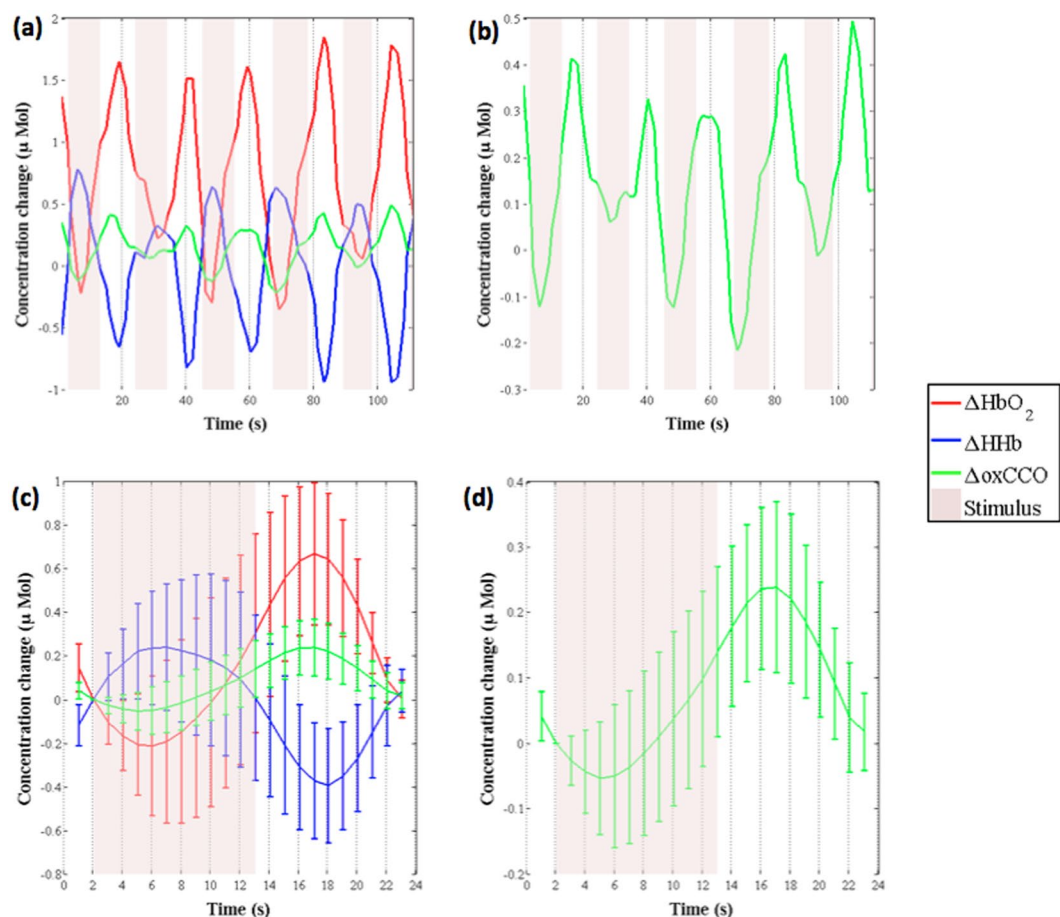 (a)
Concentration change (μ Mol)
2
1.5
1
0.5
0
-0.5
-1
20
40
60
80
100
Time (s)
(b)
Concentration change (μ Mol)
0.5
0.4
0.3
0.2
0.1
0
-0.1
-0.2
-0.3
20
40
60
80
100
Time (s)
ΔHbO₂
ΔHHb
ΔoxCCO
Stimulus
(c)
Concentration change (μ Mol)
1
0.8
0.6
0.4
0.2
0
-0.2
-0.4
-0.6
-0.8
0 2 4 6 8 10 12 14 16 18 20 22 24
Time (s)
(d)
Concentration change (μ Mol)
0.4
0.3
0.2
0.1
0
-0.1
-0.2
0 2 4 6 8 10 12 14 16 18 20 22 24
Time (s)